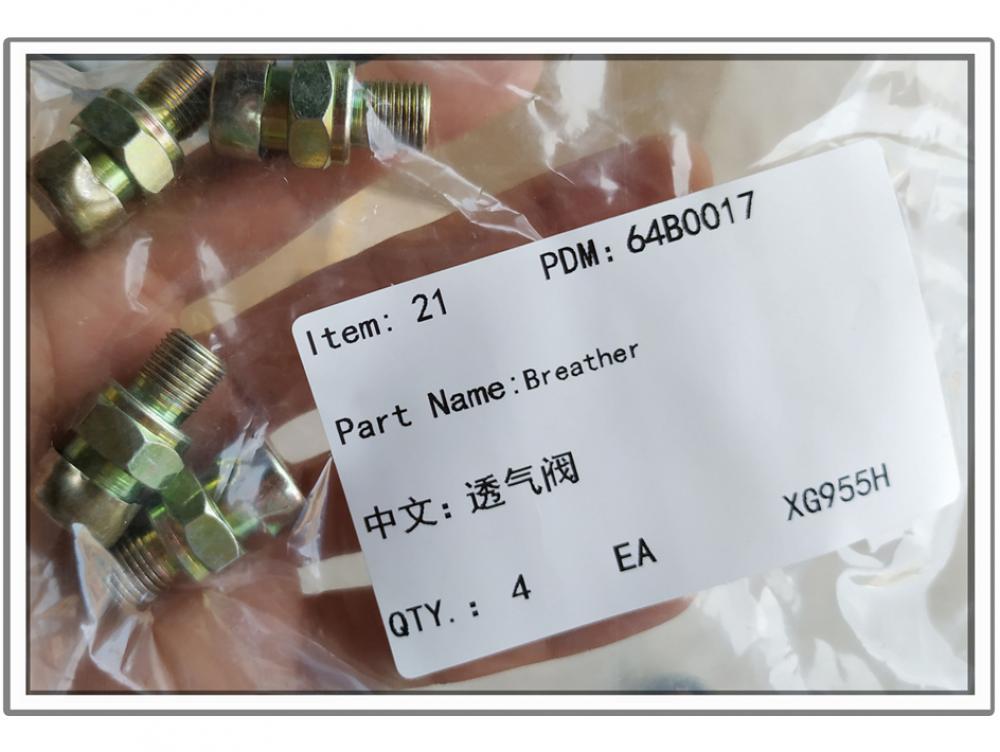 Item: 21 PDM: 64B0017
Part Name:Breather
中文: 透气阀
XG955H
QTY.: 4 EA